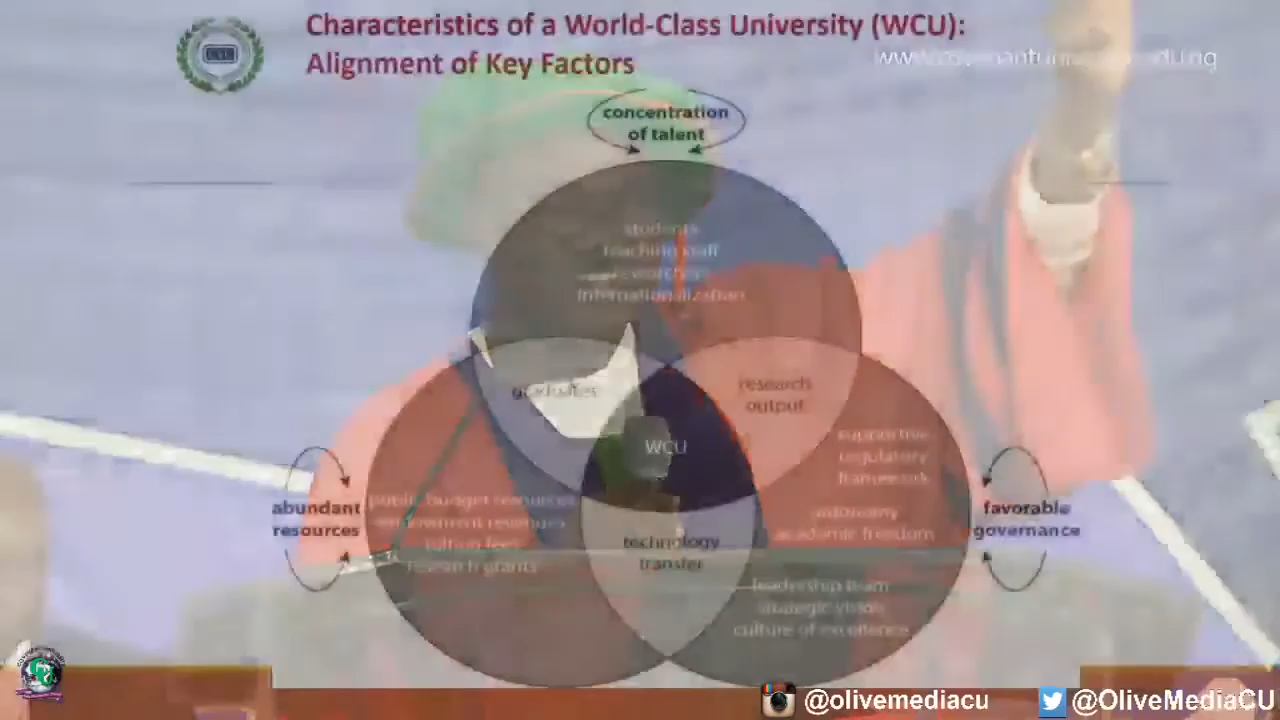 Characteristics of a World-Class University (WCU):
Alignment of Key Factors
concentration
of talent
students
teaching staff
researchers
internationalization
graduates
research
output
WCU
supportive
regulatory
framework
autonomy
academic freedom
abundant
resources
public budget resources
endowment revenues
tuition fees
research grants
favorable
governance
technology
transfer
leadership team
strategic vision
culture of excellence
@olivemediacu
@OliveMediaCU